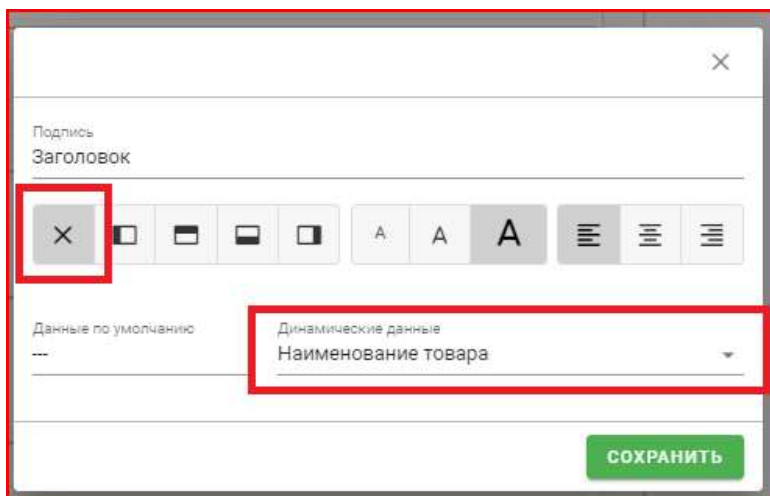 Подпись
Заголовок
A A A
Данные по умолчанию
---
Динамические данные
Наименование товара
СОХРАНИТЬ